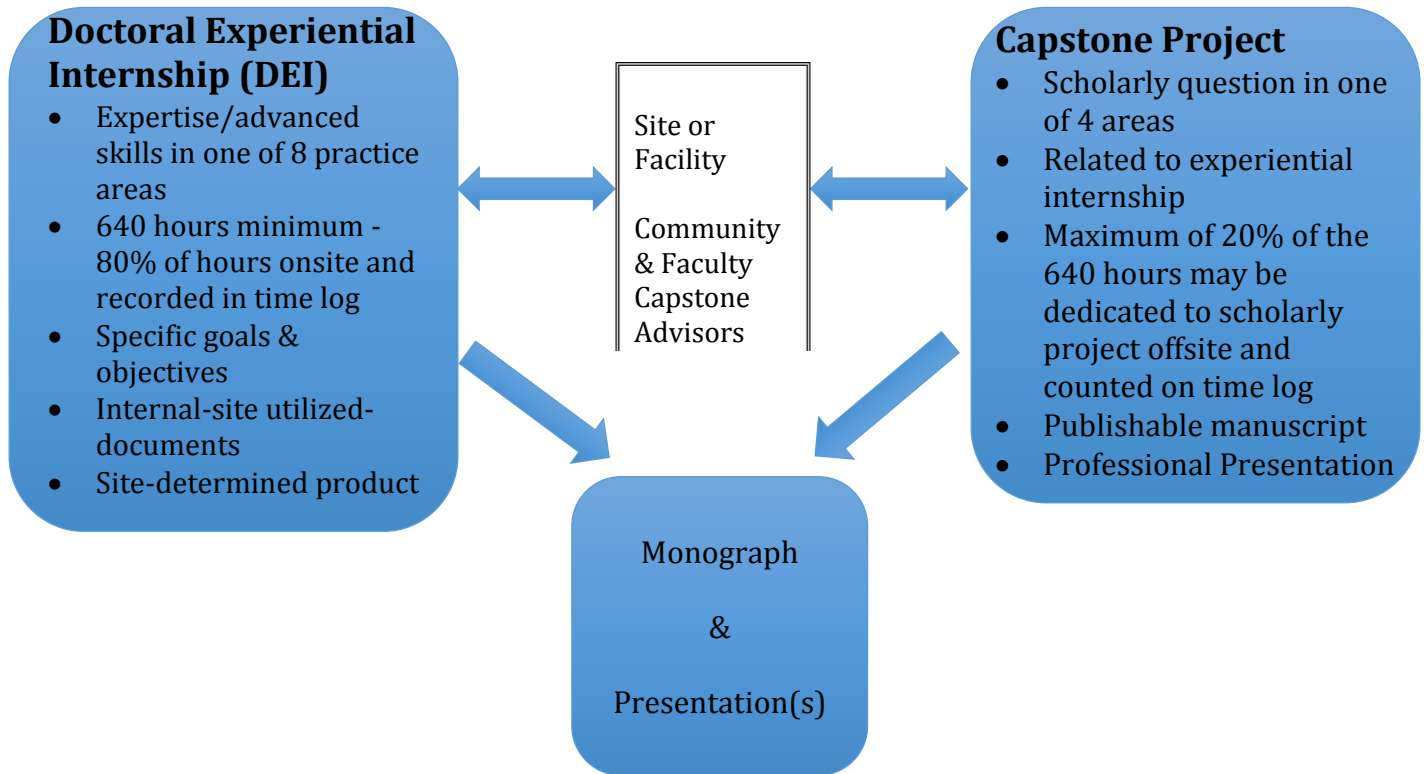 Doctoral Experiential
Internship (DEI)
• Expertise/advanced
skills in one of 8 practice
areas
• 640 hours minimum -
80% of hours onsite and
recorded in time log
• Specific goals &
objectives
• Internal-site utilized-
documents
• Site-determined product
Site or
Facility
Community
& Faculty
Capstone
Advisors
Capstone Project
• Scholarly question in one
of 4 areas
• Related to experiential
internship
• Maximum of 20% of the
640 hours may be
dedicated to scholarly
project offsite and
counted on time log
• Publishable manuscript
• Professional Presentation
Monograph
&
Presentation(s)